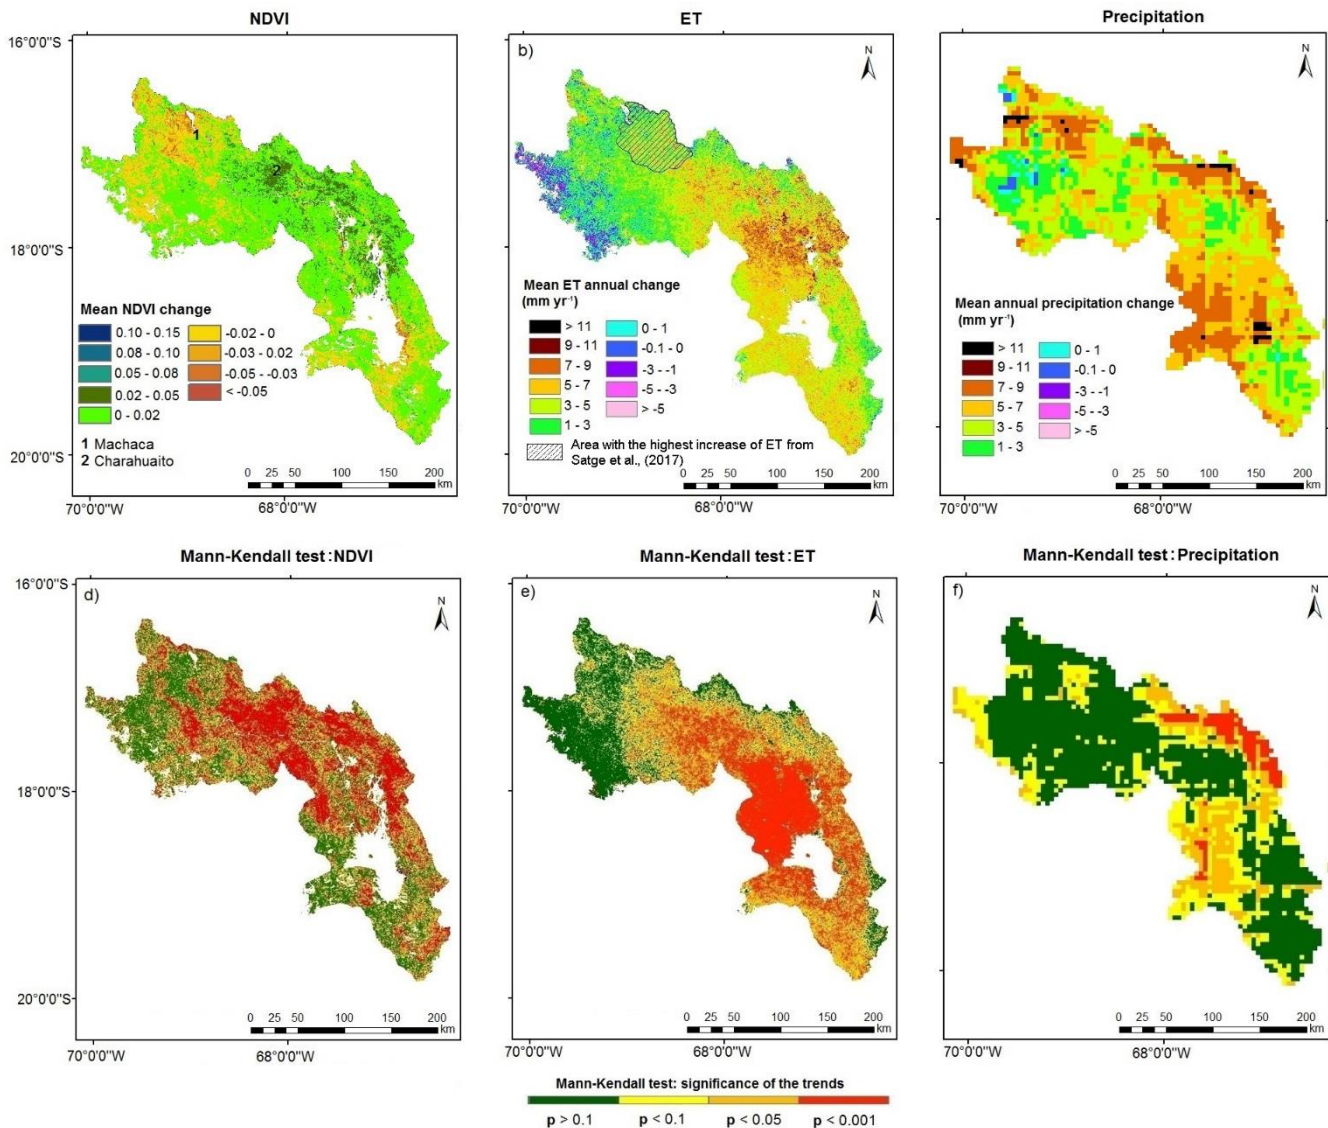 NDVI
ET
Precipitation
16°0'0"S
b)
N
N
1
2
18°0'0"S
Mean NDVI change
0.10 - 0.15
-0.02 - 0
0.08 - 0.10
-0.03 - 0.02
0.05 - 0.08
-0.05 - -0.03
0.02 - 0.05
< -0.05
0 - 0.02
1 Machaca
2 Charahuaito
20°0'0"S
0 25 50 100 150 200
km
70°0'0"W
68°0'0"W
Mean ET annual change
(mm yr⁻¹)
> 11
0 - 1
9 - 11
-0.1 - 0
7 - 9
-3 - -1
5 - 7
-5 - -3
3 - 5
> -5
1 - 3
Area with the highest increase of ET from
Satge et al., (2017)
0 25 50 100 150 200
km
70°0'0"W
68°0'0"W
Mean annual precipitation change
(mm yr⁻¹)
> 11
0 - 1
9 - 11
-0.1 - 0
7 - 9
-3 - -1
5 - 7
-5 - -3
3 - 5
> -5
1 - 3
0 25 50 100 150 200
km
70°0'0"W
68°0'0"W
Mann-Kendall test:NDVI
Mann-Kendall test:ET
Mann-Kendall test:Precipitation
16°0'0"S
d)
N
e)
N
f)
N
18°0'0"S
20°0'0"S
0 25 50 100 150 200
km
0 25 50 100 150 200
km
0 25 50 100 150 200
km
70°0'0"W
68°0'0"W
70°0'0"W
68°0'0"W
70°0'0"W
68°0'0"W
Mann-Kendall test: significance of the trends
p > 0.1
p < 0.1
p < 0.05
p < 0.001